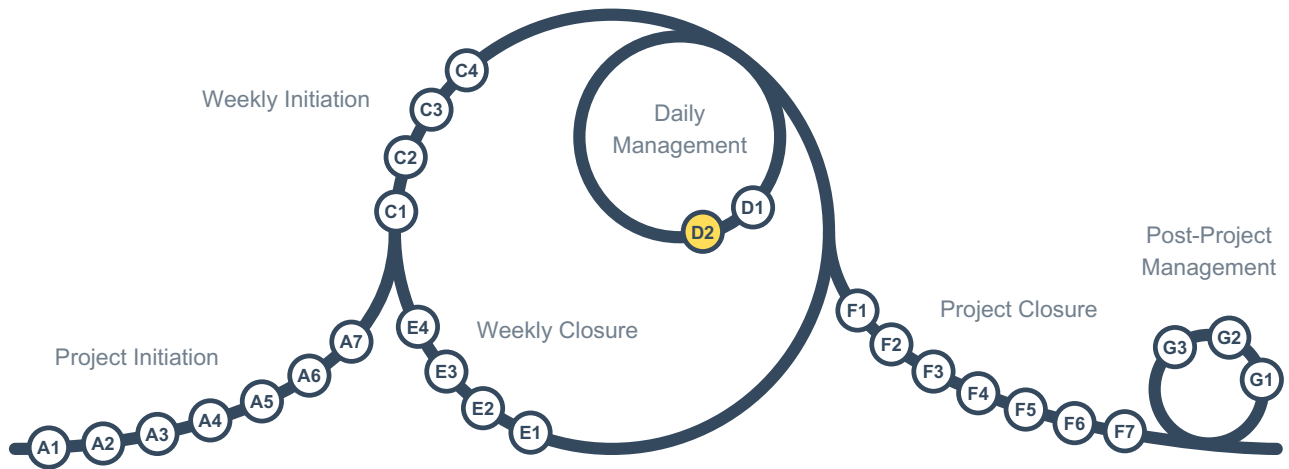 Project Initiation
A1
A2
A3
A4
A5
A6
A7
Weekly Initiation
C1
C2
C3
C4
Daily
Management
D1
D2
Weekly Closure
E1
E2
E3
E4
Project Closure
F1
F2
F3
F4
F5
F6
F7
Post-Project
Management
G1
G2
G3